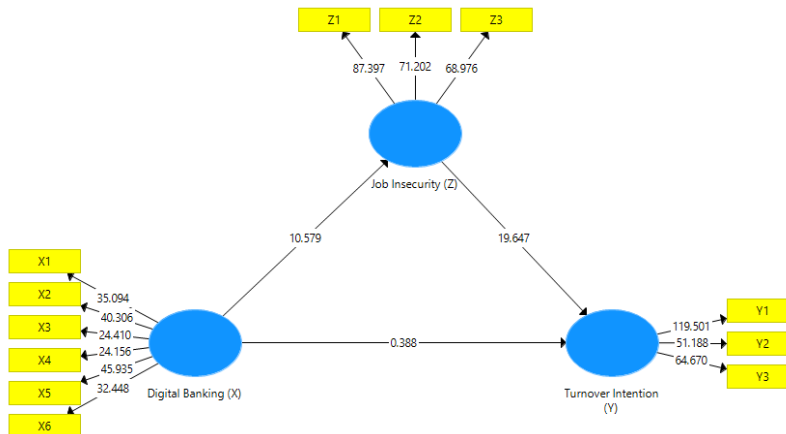 Z1
Z2
Z3
87.397
71.202
68.976
Job Insecurity (Z)
10.579
19.647
X1
X2
X3
X4
X5
X6
35.094
40.306
24.410
24.156
45.935
32.448
Digital Banking (X)
0.388
Turnover Intention
(Y)
119.501
51.188
64.670
Y1
Y2
Y3